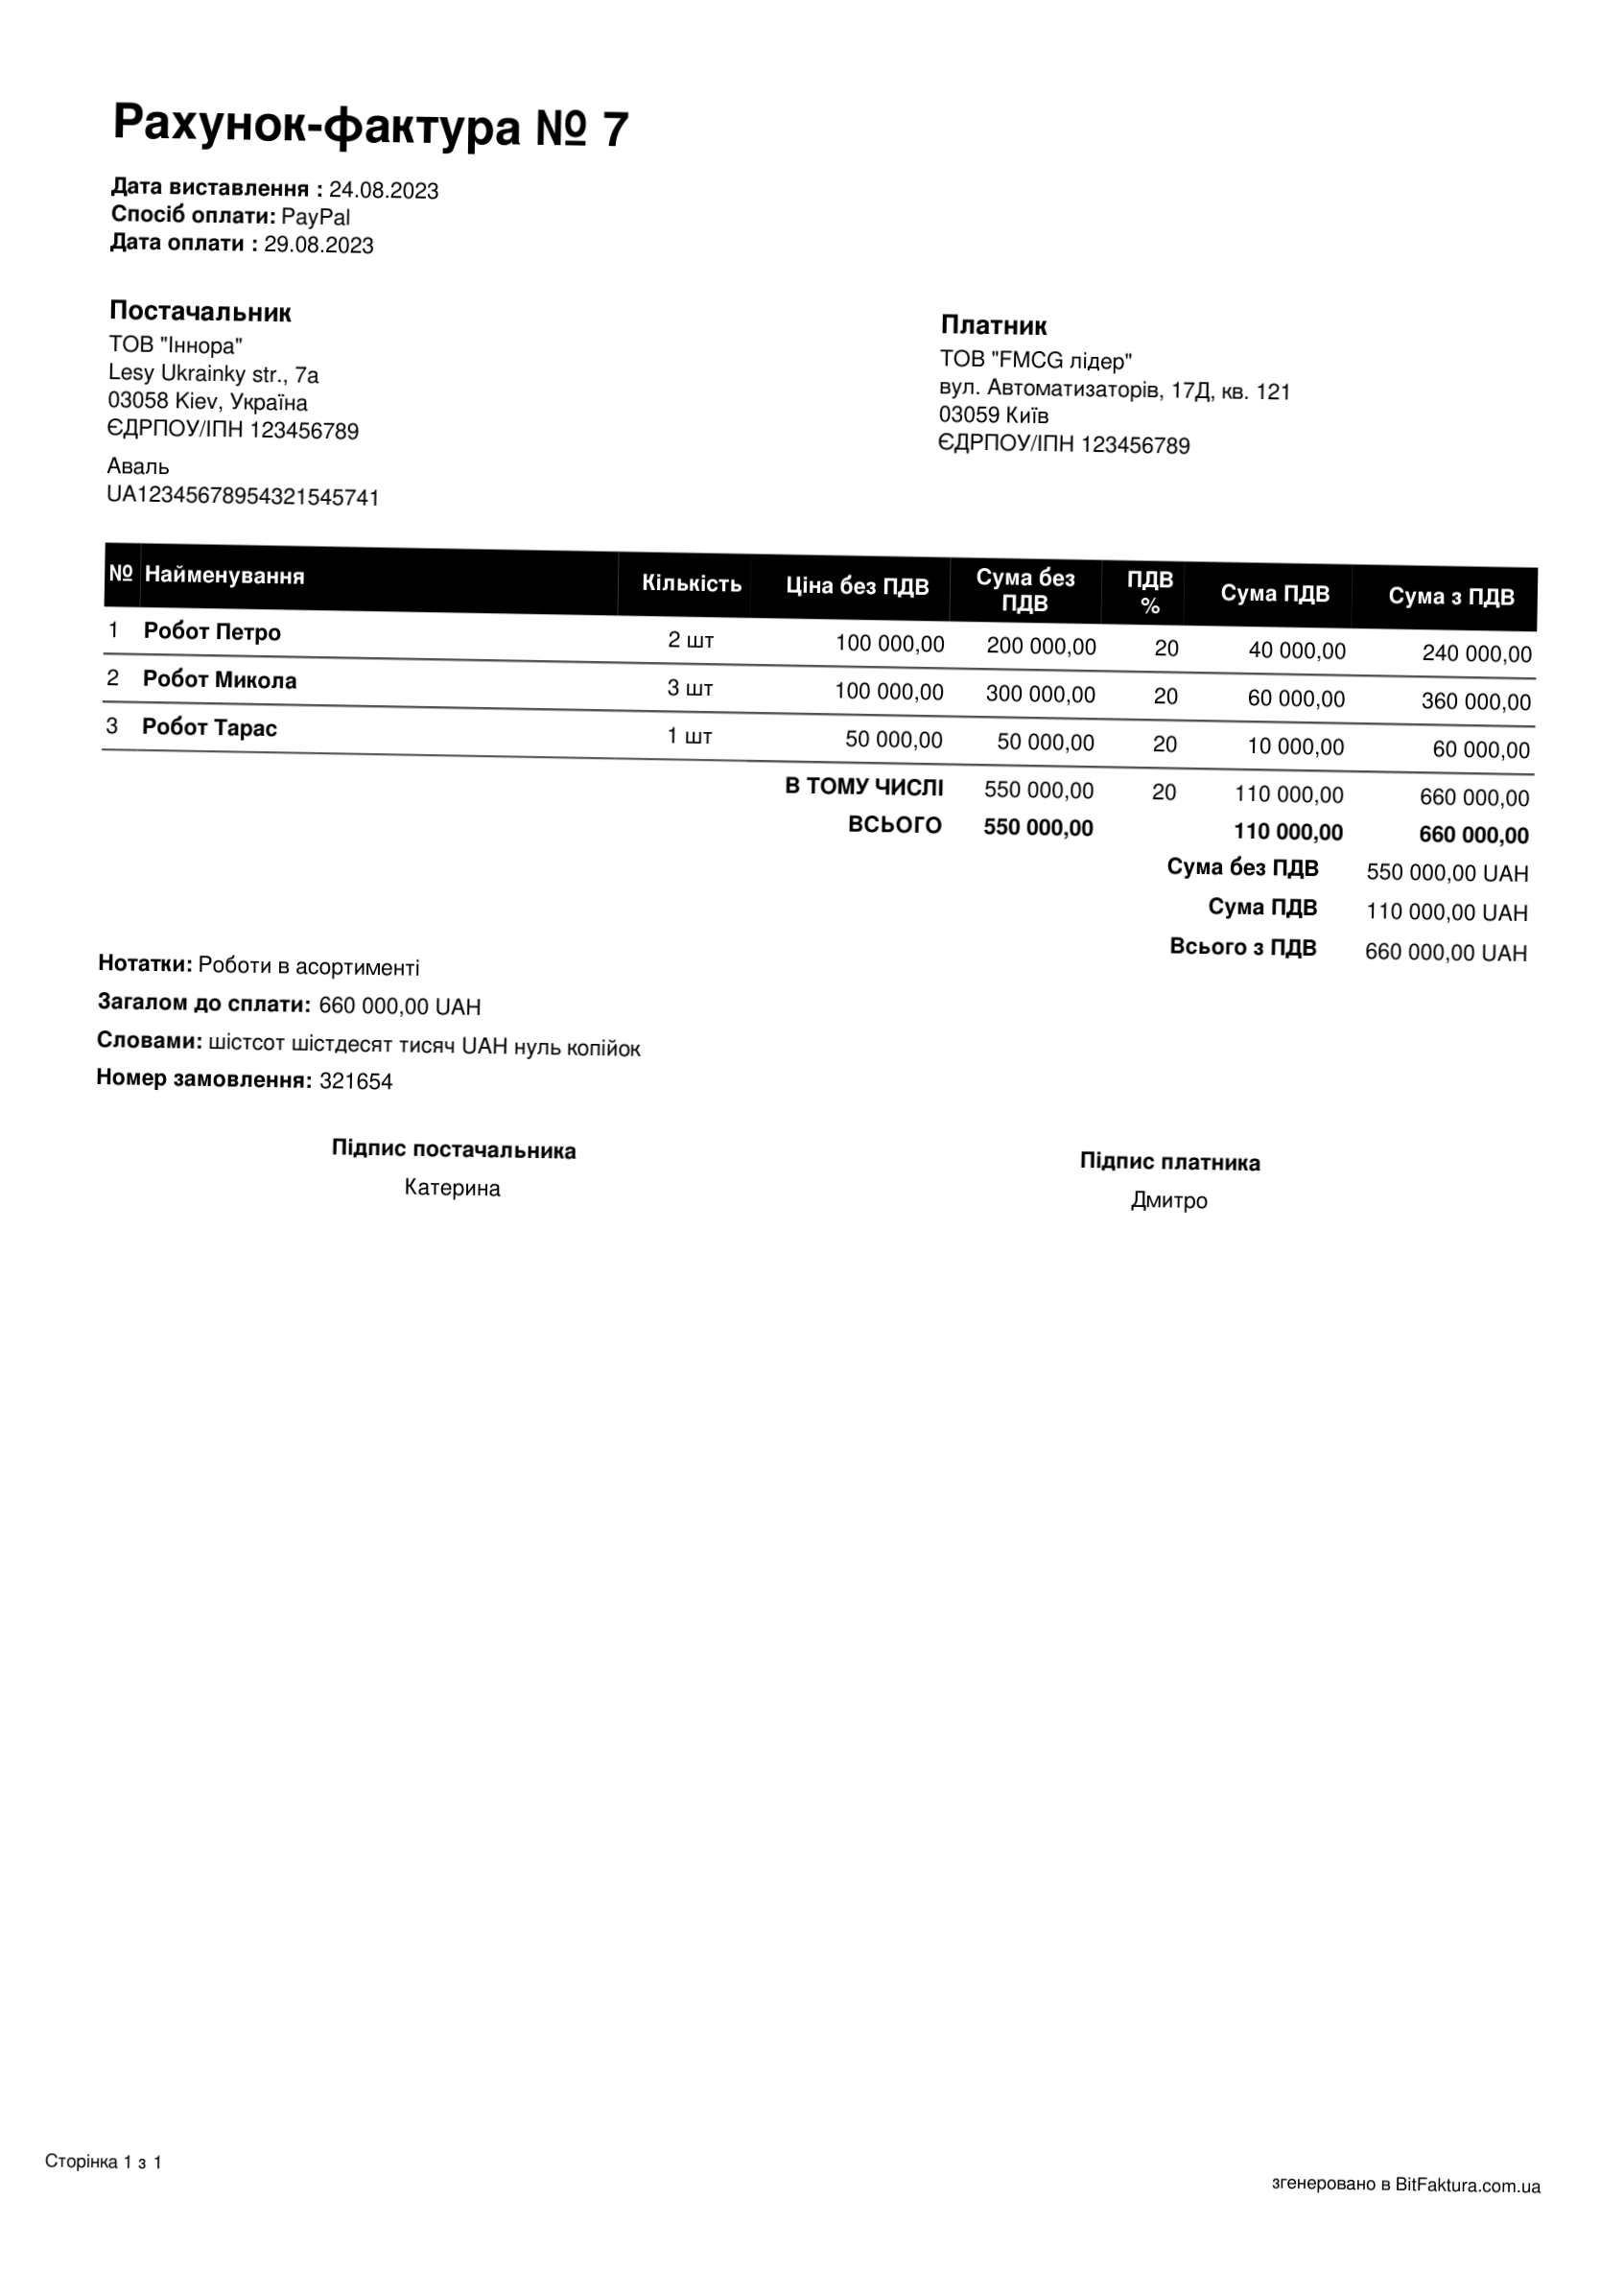 Рахунок-фактура № 7
Дата виставлення : 24.08.2023
Спосіб оплати: PayPal
Дата оплати : 29.08.2023
Постачальник
ТОВ "Іннора"
Lesy Ukrainky str., 7a
03058 Kiev, Україна
ЄДРПОУ/ІПН 123456789
Аваль
UA12345678954321545741
Платник
ТОВ "FMCG лідер"
вул. Автоматизаторів, 17Д, кв. 121
03059 Київ
ЄДРПОУ/ІПН 123456789
№ Найменування Кількість Ціна без ПДВ Сума без ПДВ ПДВ % Сума ПДВ Сума з ПДВ
1 Робот Петро 2 шт 100 000,00 200 000,00 20 40 000,00 240 000,00
2 Робот Микола 3 шт 100 000,00 300 000,00 20 60 000,00 360 000,00
3 Робот Тарас 1 шт 50 000,00 50 000,00 20 10 000,00 60 000,00
В ТОМУ ЧИСЛІ 550 000,00 20 110 000,00 660 000,00
ВСЬОГО 550 000,00 110 000,00 660 000,00
Сума без ПДВ 550 000,00 UAH
Сума ПДВ 110 000,00 UAH
Всього з ПДВ 660 000,00 UAH
Нотатки: Роботи в асортименті
Загалом до сплати: 660 000,00 UAH
Словами: шістсот шістдесят тисяч UAH нуль копійок
Номер замовлення: 321654
Підпис постачальника
Катерина
Підпис платника
Дмитро
Сторінка 1 з 1
згенеровано в BitFaktura.com.ua